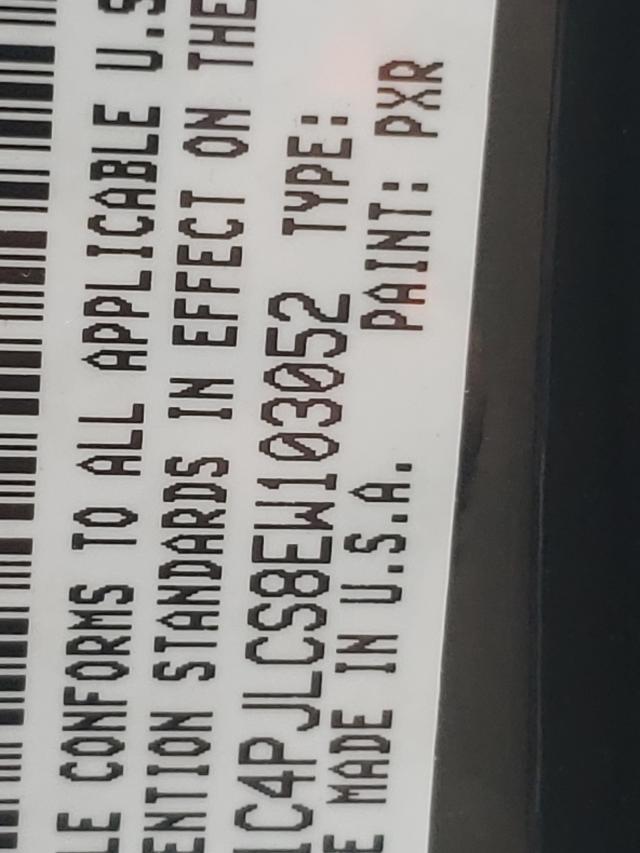 LE CONFORMS TO ALL APPLICABLE U.S
ENTION STANDARDS IN EFFECT ON THE
1C4PJLCS8EW103052 TYPE:
E MADE IN U.S.A. PAINT: PXR